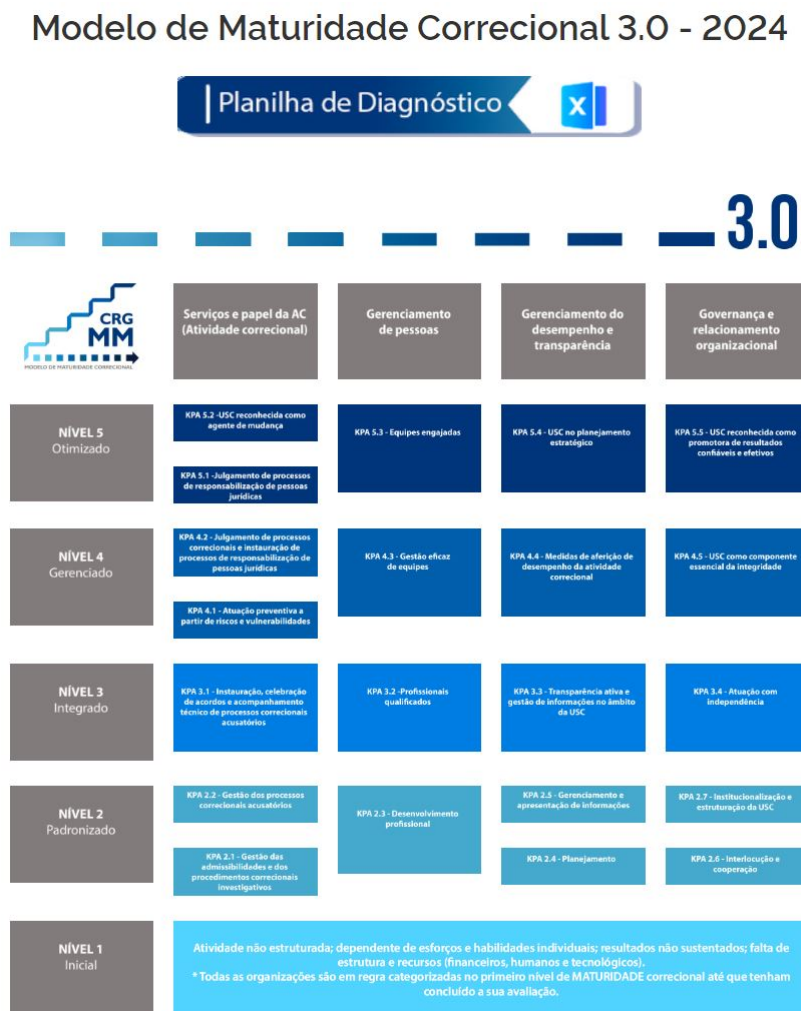 Modelo de Maturidade Correcional 3.0 - 2024
Planilha de Diagnóstico
X
3.0
CRG
MM
MODELO DE MATURIDADE CORRECIONAL
Serviços e papel da AC
(Atividade correcional)
Gerenciamento
de pessoas
Gerenciamento do
desempenho e
transparência
Governança e
relacionamento
organizacional
NÍVEL 5
Otimizado
KPA 5.2 -USC reconhecida como
agente de mudança
KPA 5.1 -Julgamento de processos
de responsabilização de pessoas
jurídicas
KPA 5.3 - Equipes engajadas
KPA 5.4 - USC no planejamento
estratégico
KPA 5.5 - USC reconhecida como
promotora de resultados
confiáveis e efetivos
NÍVEL 4
Gerenciado
KPA 4.2 - Julgamento de processos
correcionais e instauração de
processos de responsabilização de
pessoas jurídicas
KPA 4.1 - Atuação preventiva a
partir de riscos e vulnerabilidades
KPA 4.3 - Gestão eficaz
de equipes
KPA 4.4 - Medidas de aferição de
desempenho da atividade
correcional
KPA 4.5 - USC como componente
essencial da integridade
NÍVEL 3
Integrado
KPA 3.1 - Instauração, celebração
de acordos e acompanhamento
técnico de processos correcionais
acusatórios
KPA 3.2 -Profissionais
qualificados
KPA 3.3 - Transparência ativa e
gestão de informações no âmbito
da USC
KPA 3.4 - Atuação com
independência
NÍVEL 2
Padronizado
KPA 2.2 - Gestão dos processos
correcionais acusatórios
KPA 2.1 - Gestão das
admissibilidades e dos
procedimentos correcionais
investigativos
KPA 2.3 - Desenvolvimento
profissional
KPA 2.5 - Gerenciamento e
apresentação de informações
KPA 2.4 - Planejamento
KPA 2.7 - Institucionalização e
estruturação da USC
KPA 2.6 - Interlocução e
cooperação
NÍVEL 1
Inicial
Atividade não estruturada; dependente de esforços e habilidades individuais; resultados não sustentados; falta de
estrutura e recursos (financeiros, humanos e tecnológicos).
* Todas as organizações são em regra categorizadas no primeiro nível de MATURIDADE correcional até que tenham
concluído a sua avaliação.